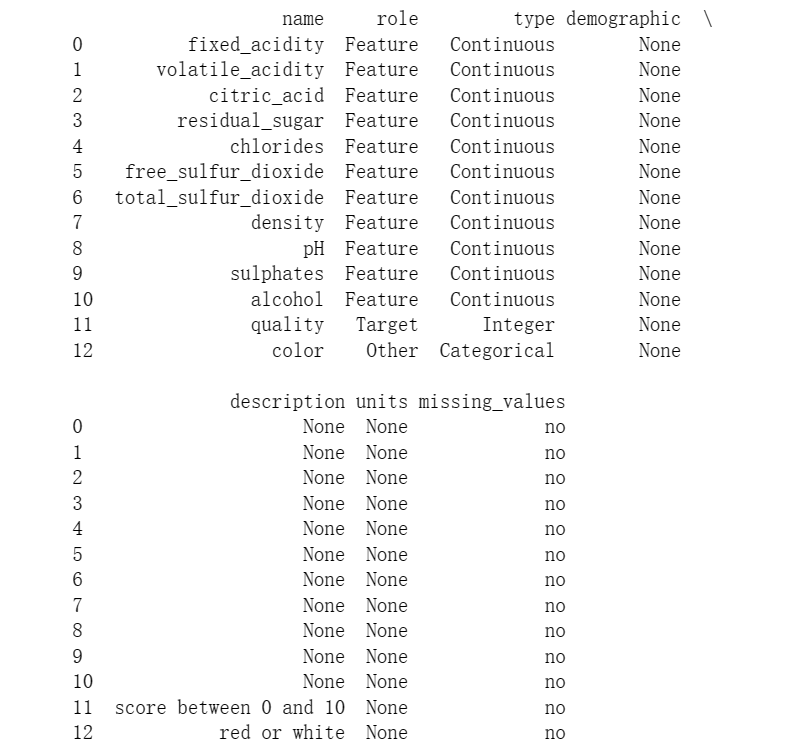 name role type demographic \
0 fixed_acidity Feature Continuous None
1 volatile_acidity Feature Continuous None
2 citric_acid Feature Continuous None
3 residual_sugar Feature Continuous None
4 chlorides Feature Continuous None
5 free_sulfur_dioxide Feature Continuous None
6 total_sulfur_dioxide Feature Continuous None
7 density Feature Continuous None
8 pH Feature Continuous None
9 sulphates Feature Continuous None
10 alcohol Feature Continuous None
11 quality Target Integer None
12 color Other Categorical None
description units missing_values
0 None None no
1 None None no
2 None None no
3 None None no
4 None None no
5 None None no
6 None None no
7 None None no
8 None None no
9 None None no
10 None None no
11 score between 0 and 10 None no
12 red or white None no